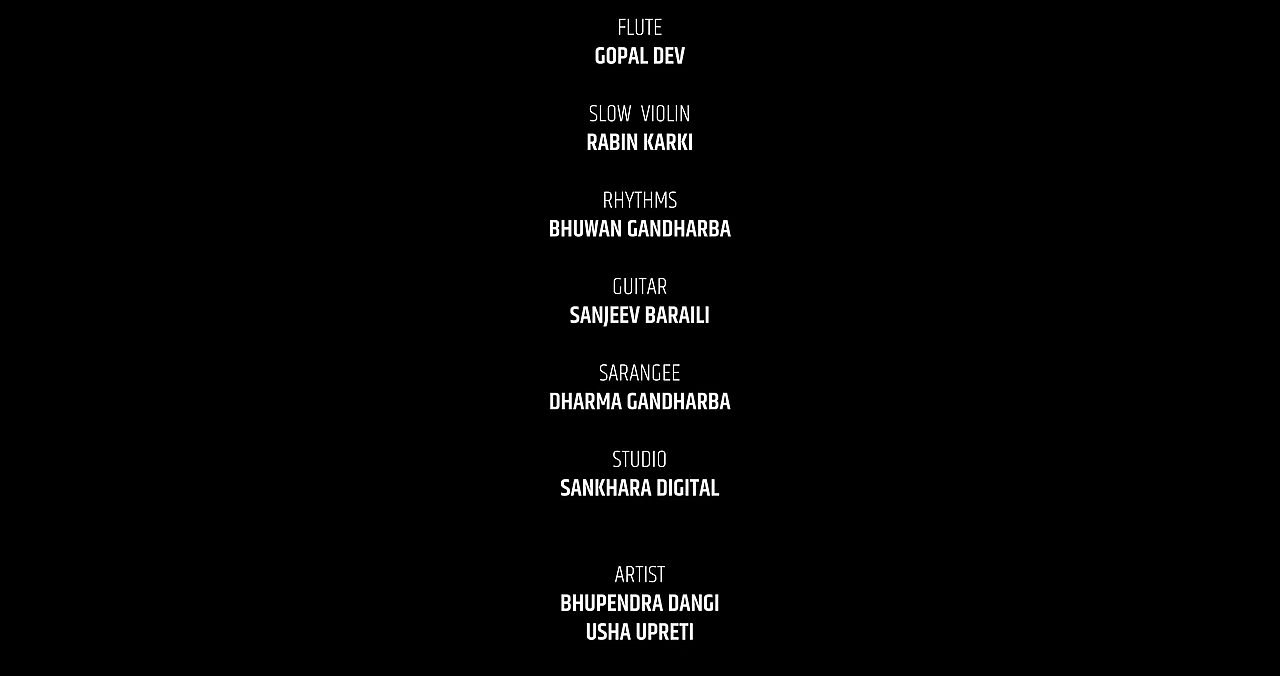 FLUTE
GOPAL DEV
SLOW VIOLIN
RABIN KARKI
RHYTHMS
BHUWAN GANDHARBA
GUITAR
SANJEEV BARAILI
SARANGEE
DHARMA GANDHARBA
STUDIO
SANKHARA DIGITAL
ARTIST
BHUPENDRA DANGI
USHA UPRETI